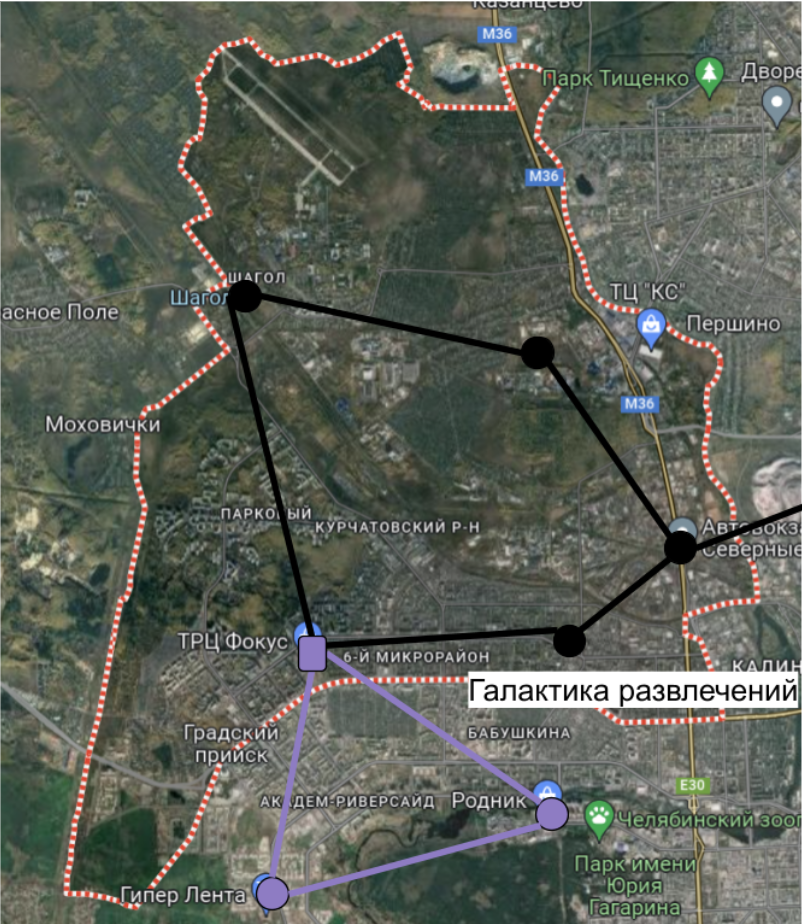 Казанцево
M36
Парк Тищенко
Дворе
M36
ШАГОЛ
Шагол
асное Поле
ТЦ "КС"
Першино
M36
Моховички
ПАРКОВЫЙ
КУРЧАТОВСКИЙ Р-Н
Автовокз
Северные
ТРЦ Фокус
6-Й МИКРОРАЙОН
КАЛИН
Галактика развлечений
Градский
прийск
БАБУШКИНА
E30
АКАДЕМ-РИВЕРСАЙД
Родник
Челябинский зооп
Парк имени
Юрия
Гагарина
Гипер Лента